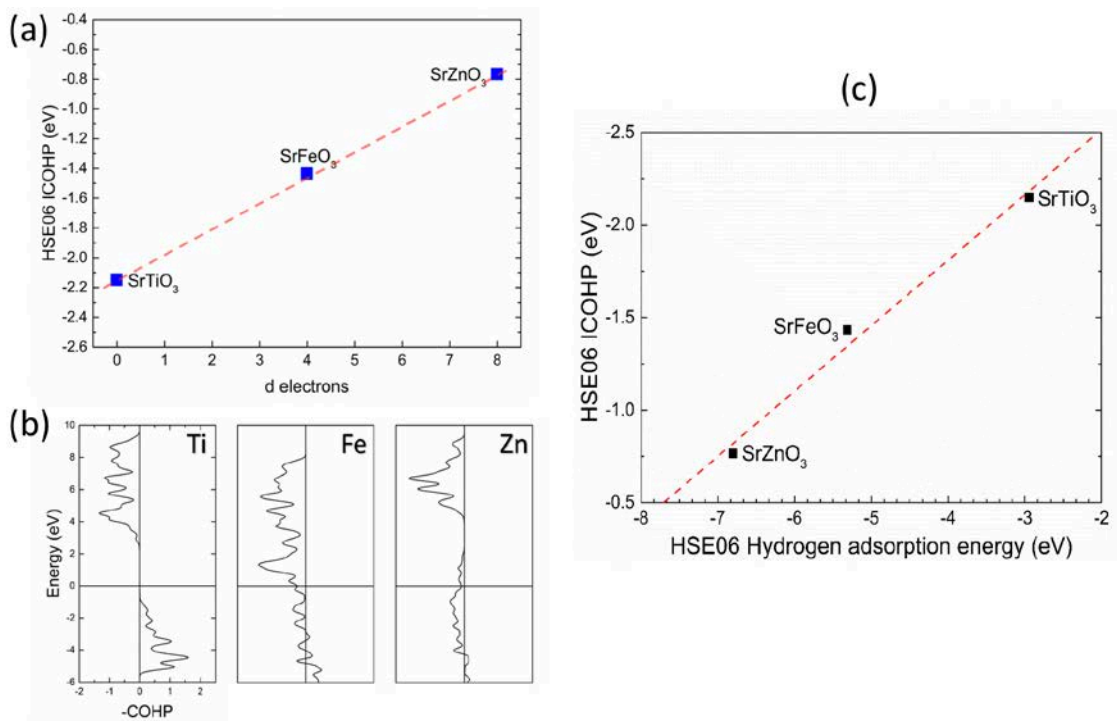 (a)
-0.4
-0.6
-0.8
-1.0
-1.2
-1.4
-1.6
-1.8
-2.0
-2.2
-2.4
-2.6
HSE06 ICOHP (eV)
SrZnO3
SrFeO3
SrTiO3
0 1 2 3 4 5 6 7 8
d electrons
(b)
10
8
6
4
2
0
-2
-4
-6
Energy (eV)
Ti
Fe
Zn
-2 -1 0 1 2
-COHP
(c)
-2.5
-2.0
-1.5
-1.0
-0.5
HSE06 ICOHP (eV)
SrTiO3
SrFeO3
SrZnO3
-8 -7 -6 -5 -4 -3 -2
HSE06 Hydrogen adsorption energy (eV)